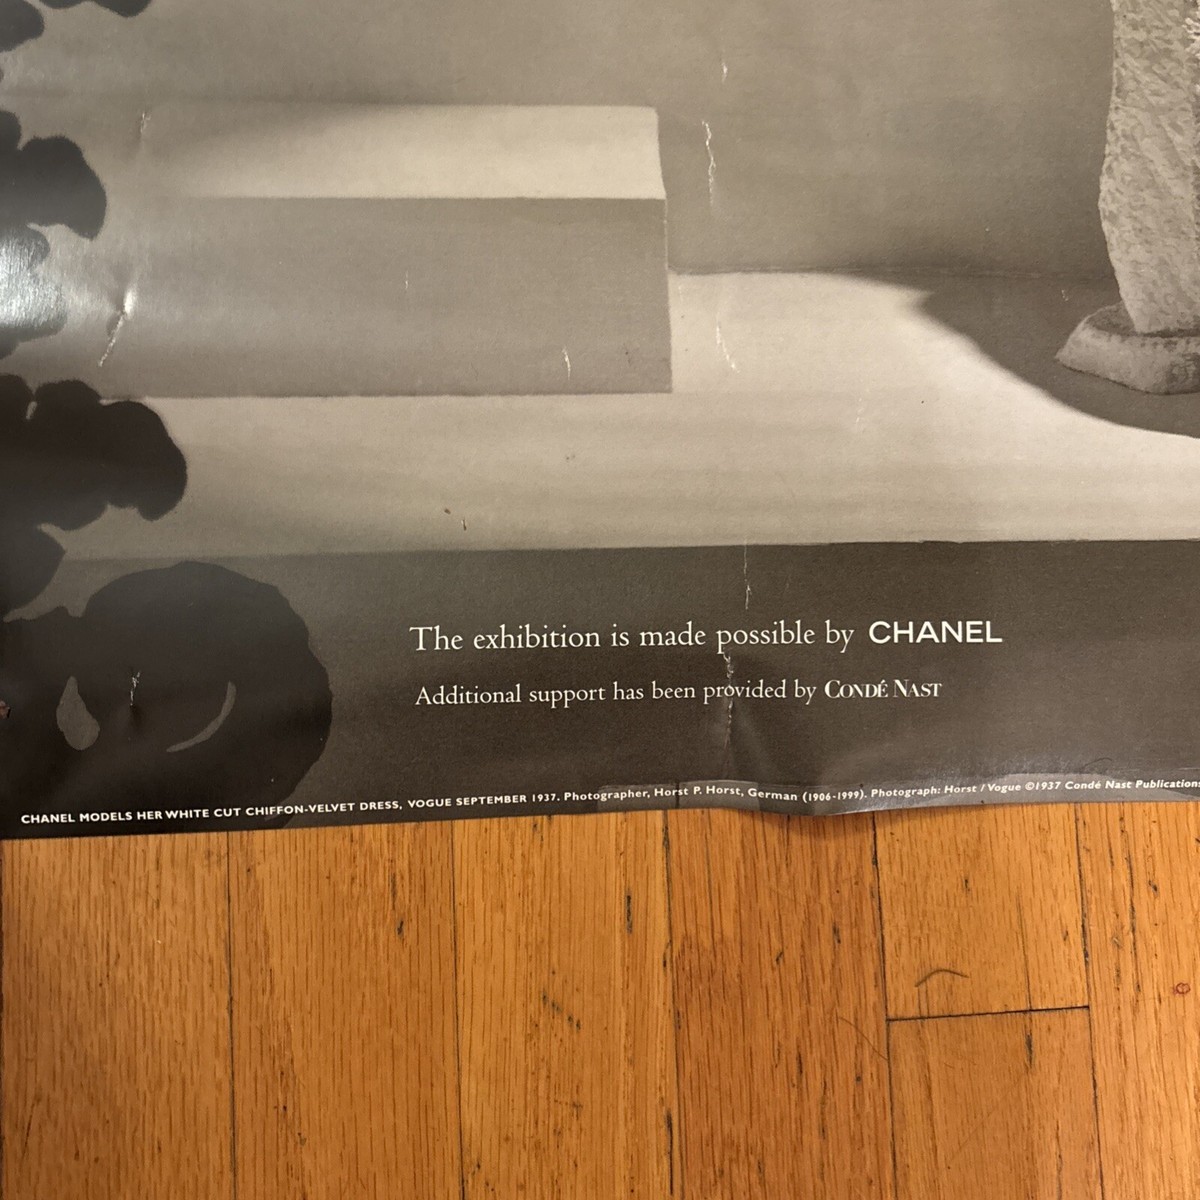 The exhibition is made possible by CHANEL
Additional support has been provided by CONDÉ NAST
CHANEL MODELS HER WHITE CUT CHIFFON-VELVET DRESS, VOGUE SEPTEMBER 1937. Photographer, Horst P. Horst, German (1906-1999). Photograph: Horst / Vogue ©1937 Condé Nast Publications